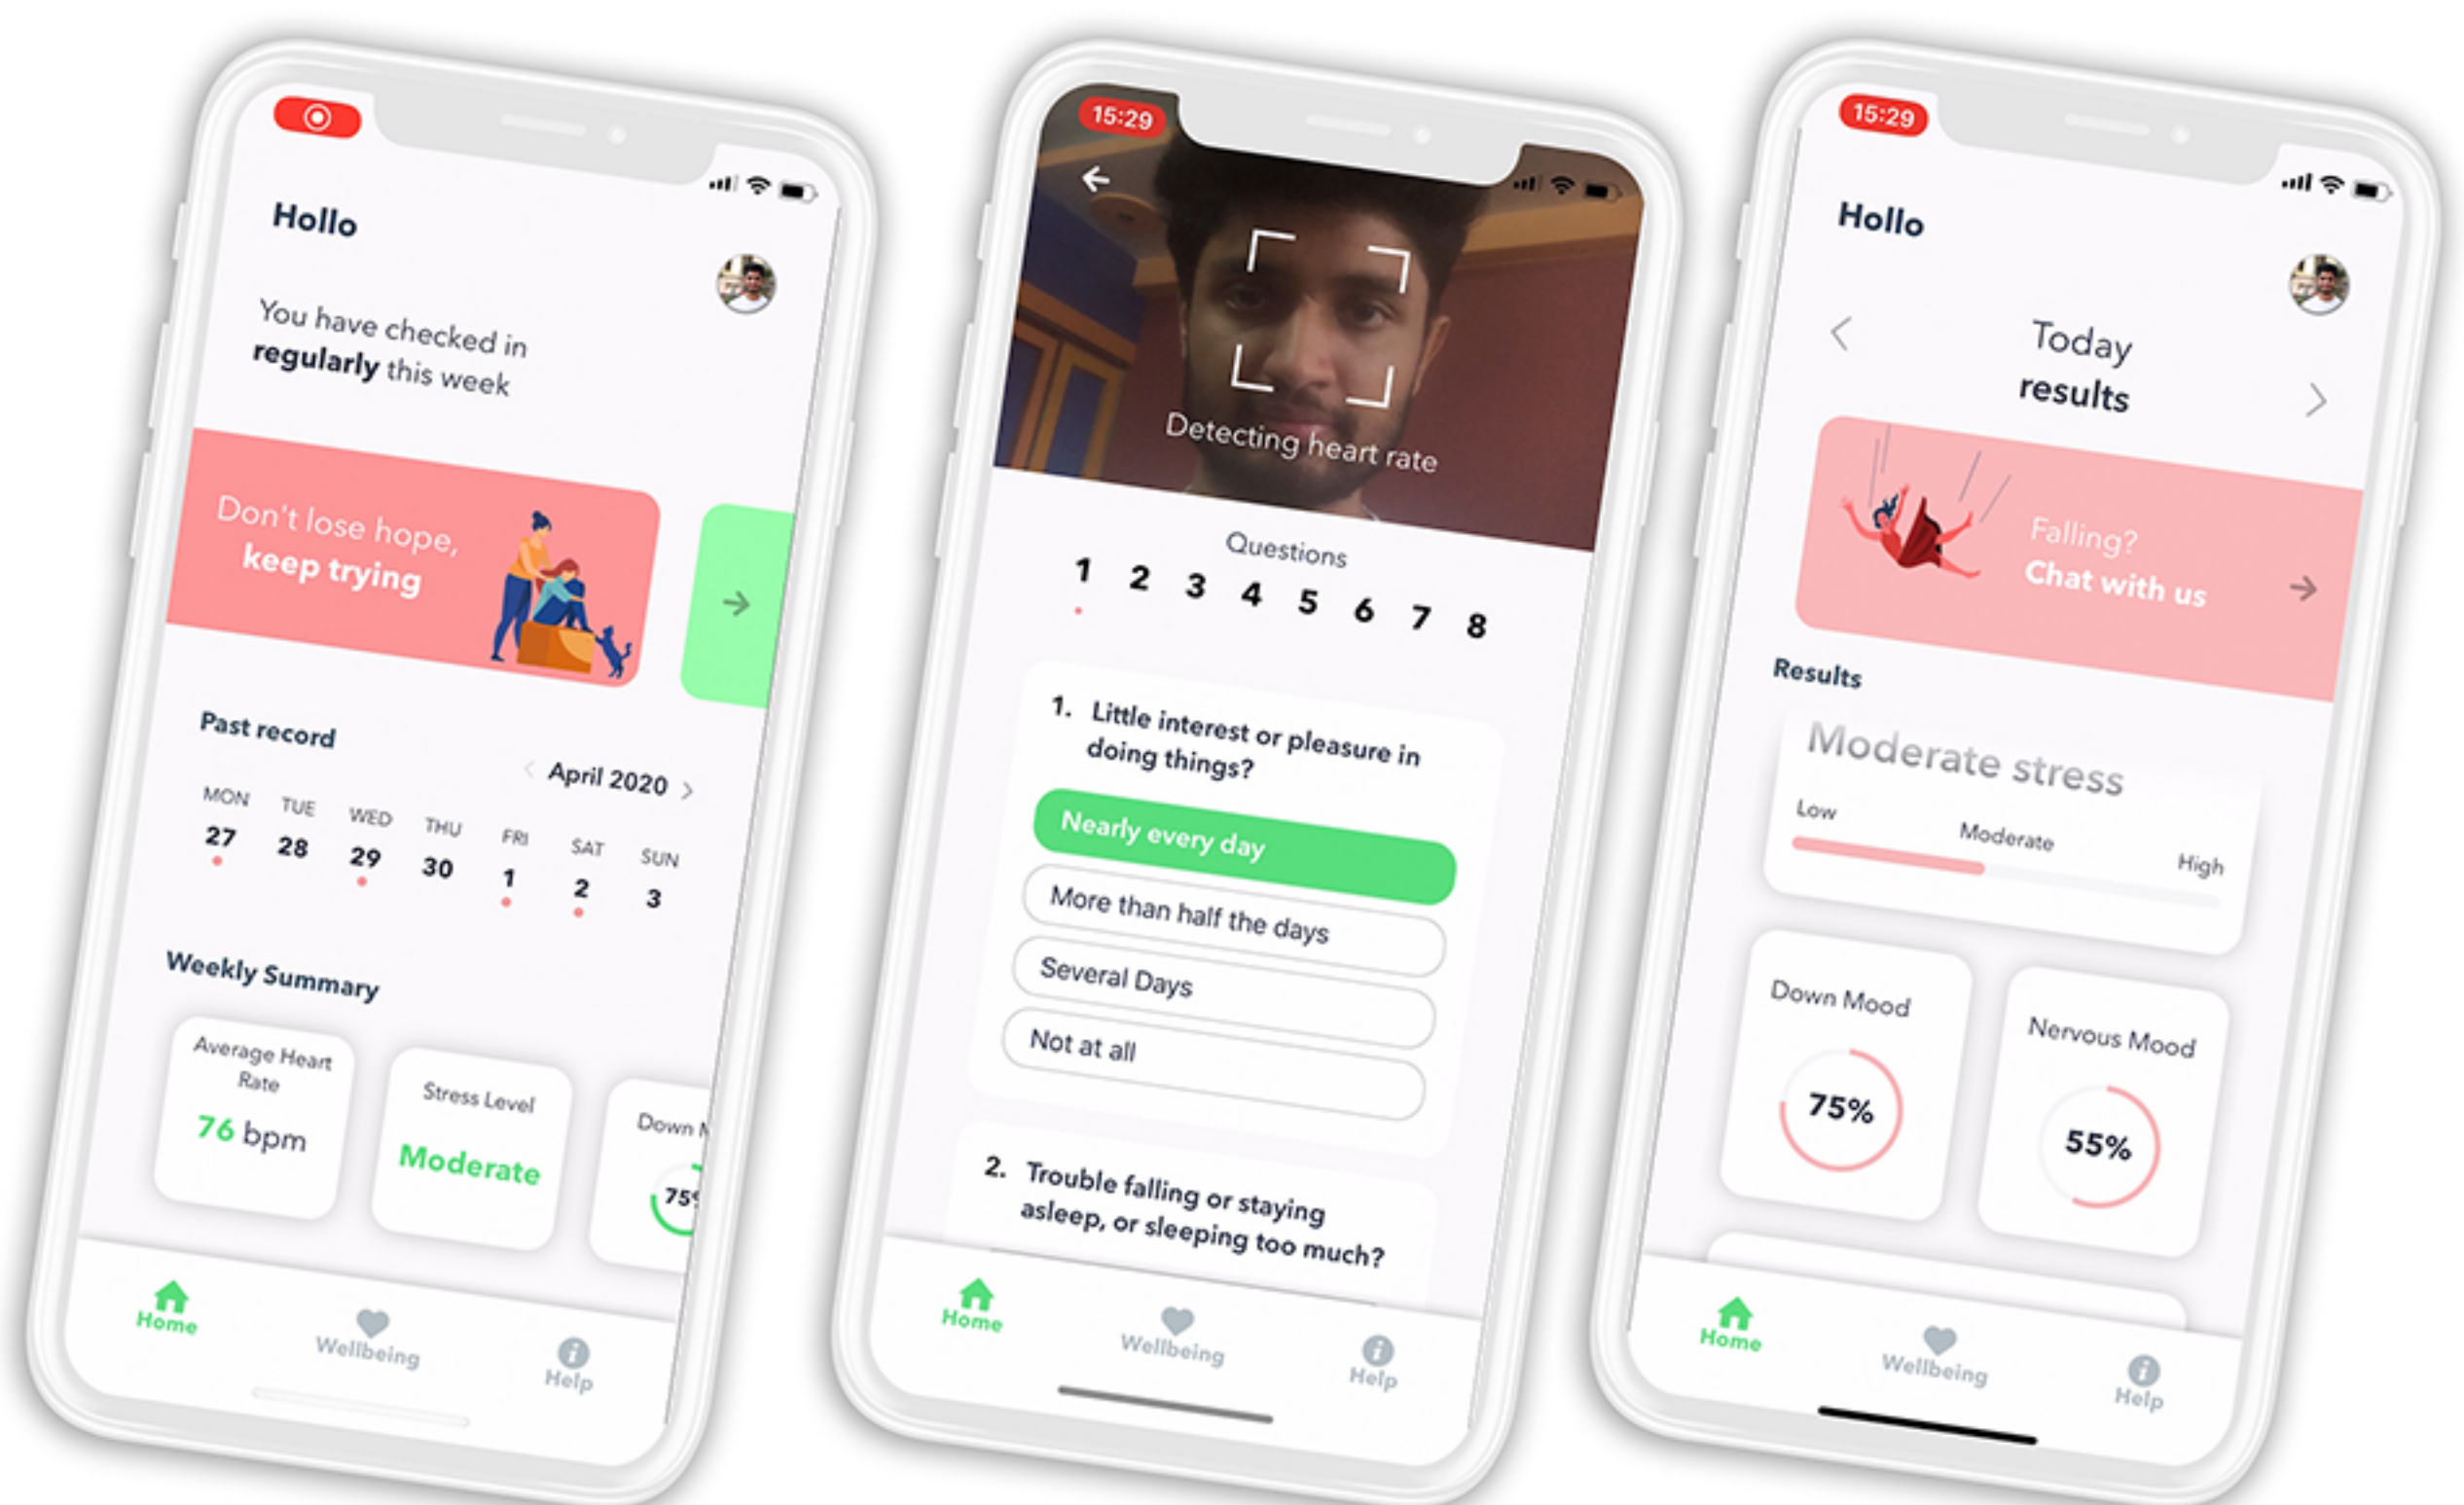 Hollo
You have checked in
regularly this week
Don't lose hope,
keep trying
Past record
April 2020
MON TUE WED THU FRI SAT SUN
27 28 29 30 1 2 3
Weekly Summary
Average Heart
Rate
76 bpm
Stress Level
Moderate
Down
75
Home
Wellbeing
Help
15:29
Detecting heart rate
Questions
1 2 3 4 5 6 7 8
1. Little interest or pleasure in
doing things?
Nearly every day
More than half the days
Several Days
Not at all
2. Trouble falling or staying
asleep, or sleeping too much?
Home
Wellbeing
Help
15:29
Hollo
Today
results
Falling?
Chat with us
Results
Moderate stress
Low Moderate High
Down Mood
75%
Nervous Mood
55%
Home
Wellbeing
Help